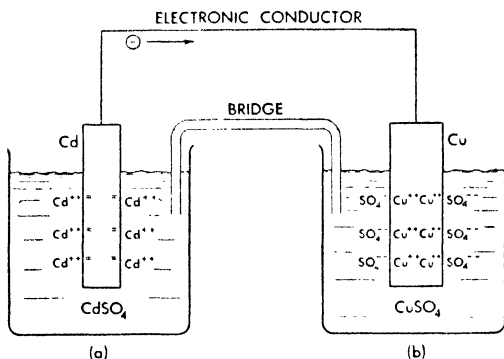 ELECTRONIC CONDUCTOR
BRIDGE
Cd
Cu
Cd++ = = Cd++
Cd++ = = Cd++
Cd++ = = Cd++
SO4-- Cu++ Cu++ SO4--
SO4-- Cu++ Cu++ SO4--
SO4-- Cu++ Cu++ SO4--
CdSO4
CuSO4
(a)
(b)